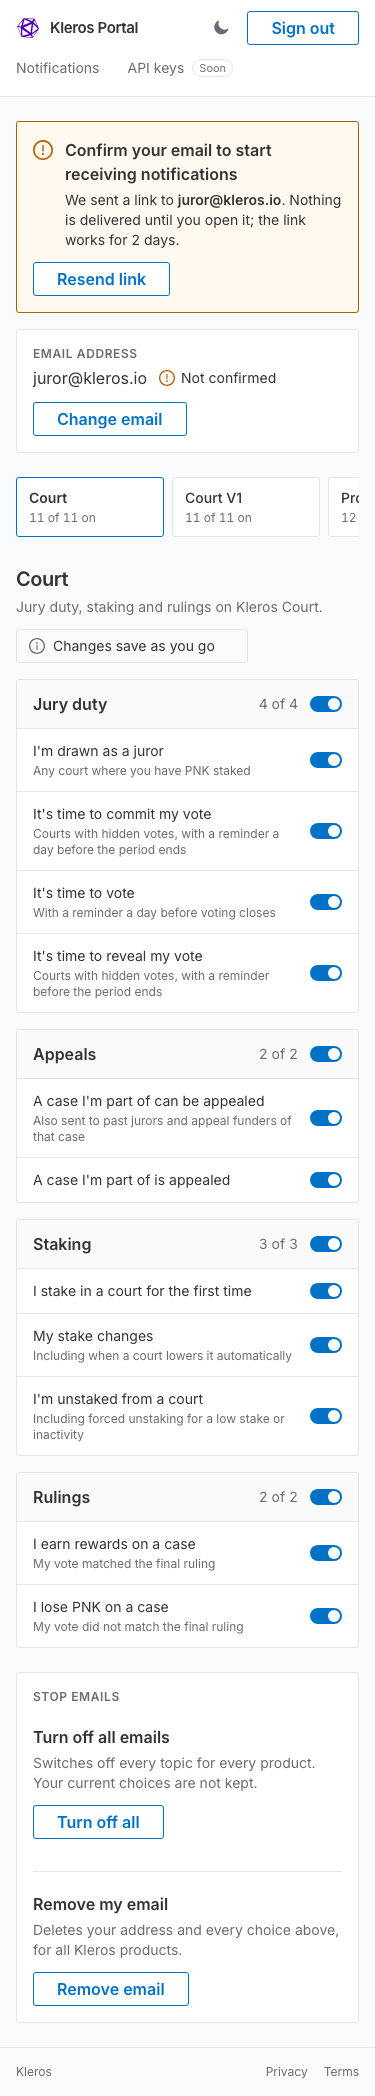 Kleros Portal
Sign out
Notifications
API keys
Soon
Confirm your email to start
receiving notifications
We sent a link to juror@kleros.io. Nothing
is delivered until you open it; the link
works for 2 days.
Resend link
EMAIL ADDRESS
juror@kleros.io
Not confirmed
Change email
Court
11 of 11 on
Court V1
11 of 11 on
Pro
12
Court
Jury duty, staking and rulings on Kleros Court.
Changes save as you go
Jury duty
4 of 4
I'm drawn as a juror
Any court where you have PNK staked
It's time to commit my vote
Courts with hidden votes, with a reminder a
day before the period ends
It's time to vote
With a reminder a day before voting closes
It's time to reveal my vote
Courts with hidden votes, with a reminder
before the period ends
Appeals
2 of 2
A case I'm part of can be appealed
Also sent to past jurors and appeal funders of
that case
A case I'm part of is appealed
Staking
3 of 3
I stake in a court for the first time
My stake changes
Including when a court lowers it automatically
I'm unstaked from a court
Including forced unstaking for a low stake or
inactivity
Rulings
2 of 2
I earn rewards on a case
My vote matched the final ruling
I lose PNK on a case
My vote did not match the final ruling
STOP EMAILS
Turn off all emails
Switches off every topic for every product.
Your current choices are not kept.
Turn off all
Remove my email
Deletes your address and every choice above,
for all Kleros products.
Remove email
Kleros
Privacy
Terms